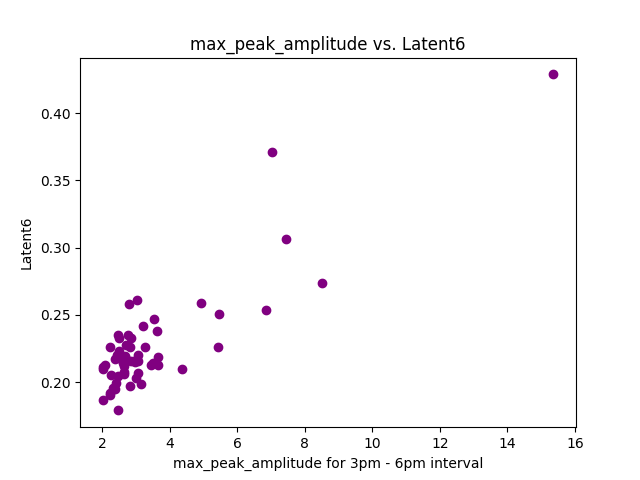 max_peak_amplitude vs. Latent6
Latent6
0.40
0.35
0.30
0.25
0.20
2 4 6 8 10 12 14 16
max_peak_amplitude for 3pm - 6pm interval